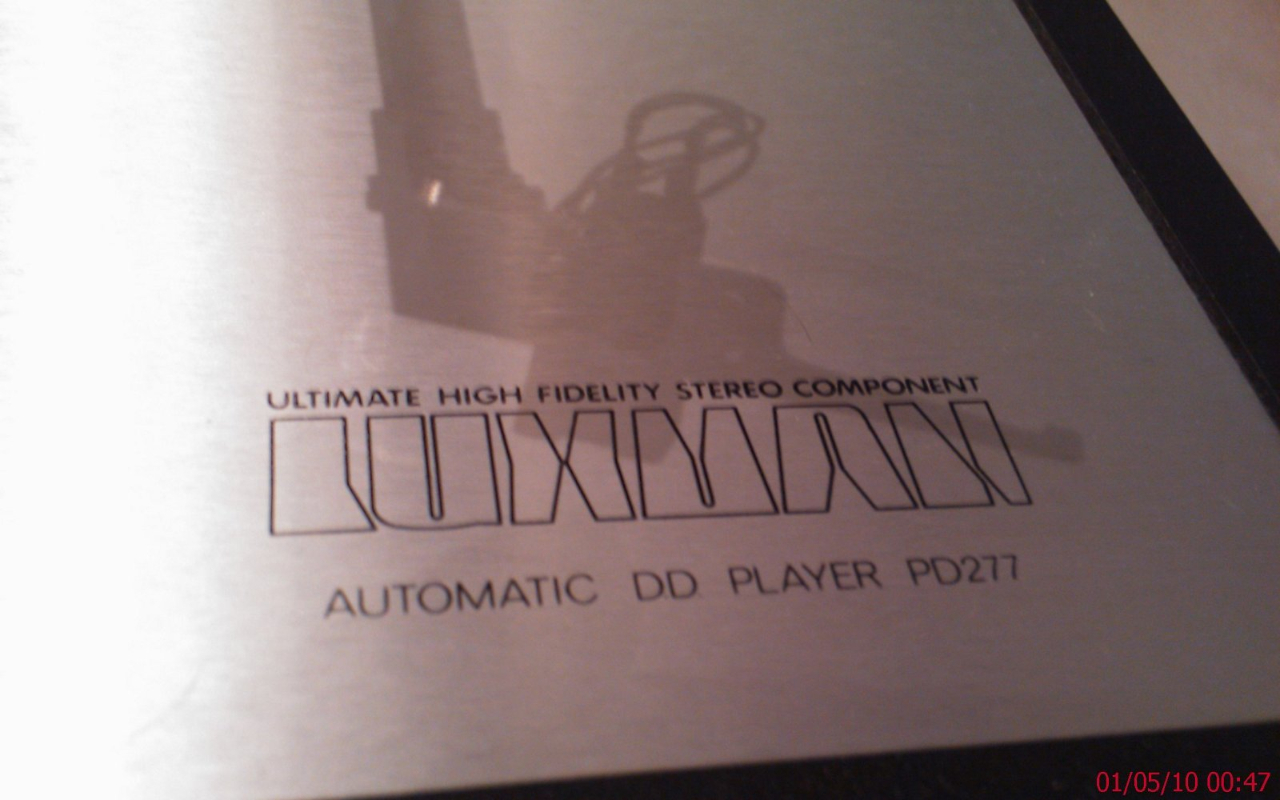 ULTIMATE HIGH FIDELITY STEREO COMPONENT
LUXMAN
AUTOMATIC DD PLAYER PD277
01/05/10 00:47